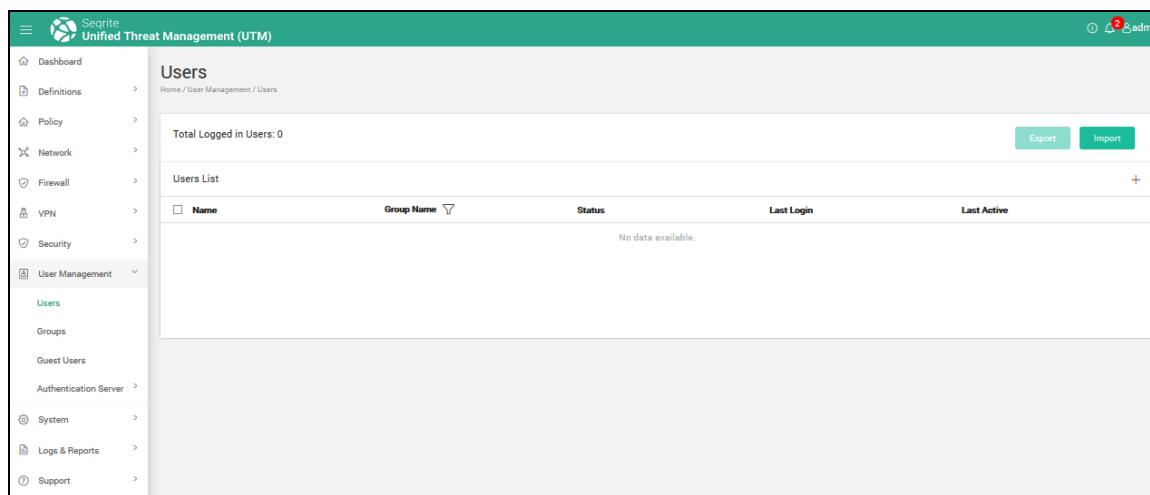 Seqrite
Unified Threat Management (UTM)
2
adm
Dashboard
Definitions
Policy
Network
Firewall
VPN
Security
User Management
Users
Groups
Guest Users
Authentication Server
System
Logs & Reports
Support
Users
Home / User Management / Users
Total Logged in Users: 0
Export
Import
Users List
+
Name Group Name Status Last Login Last Active
No data available.